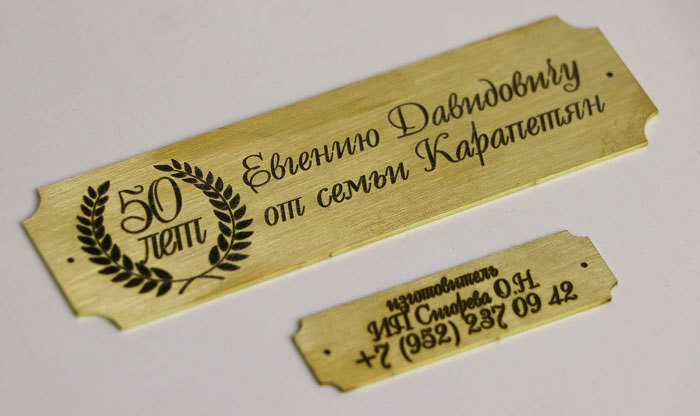 50
лет
Евгению Давидовичу
от семьи Карапетян
изготовитель
ИП Сторева О.Н
+7 (952) 237 09 42